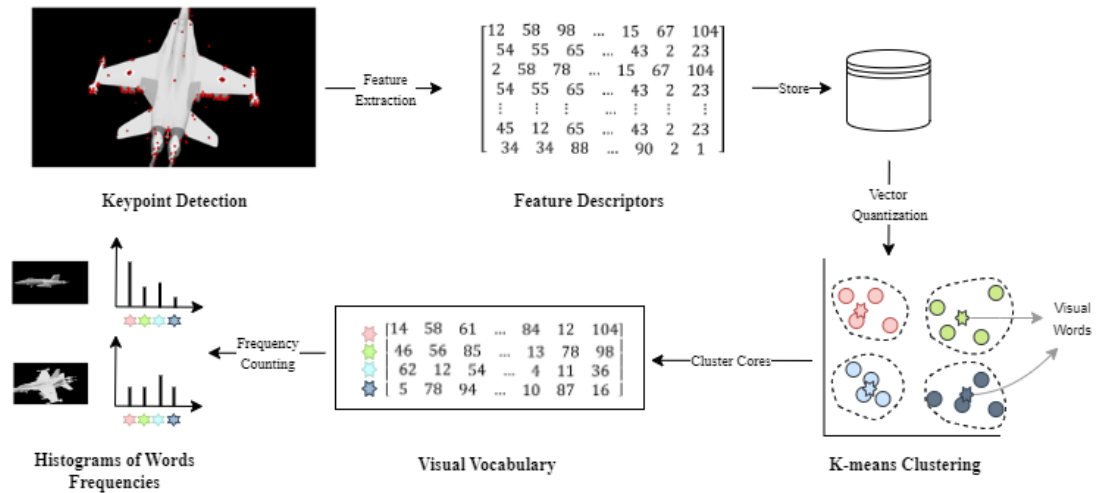 Feature
Extraction
12 58 98 ... 15 67 104
54 55 65 ... 43 2 23
2 58 78 ... 15 67 104
54 55 65 ... 43 2 23
⋮ ⋮ ⋮ ... ⋮ ⋮ ⋮
45 12 65 ... 43 2 23
34 34 88 ... 90 2 1
Store
Keypoint Detection
Feature Descriptors
Vector
Quantization
Visual
Words
Frequency
Counting
14 58 61 ... 84 12 104
46 56 85 ... 13 78 98
62 12 54 ... 4 11 36
5 78 94 ... 10 87 16
Cluster Cores
Histograms of Words
Frequencies
Visual Vocabulary
K-means Clustering